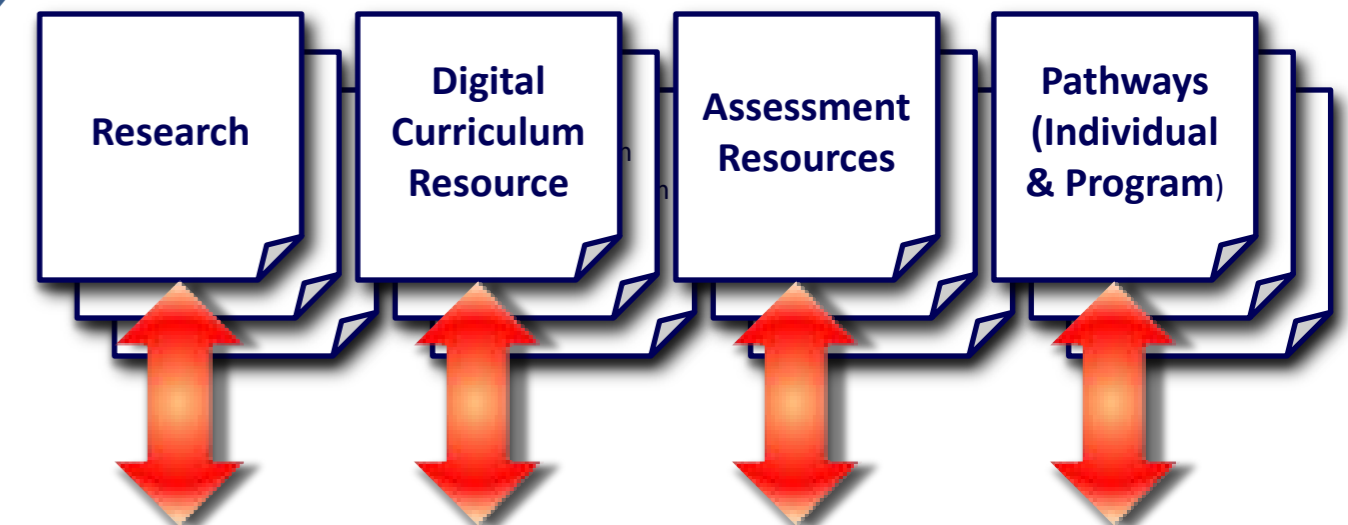 Research
Digital
Curriculum
Resource
Assessment
Resources
Pathways
(Individual
& Program)